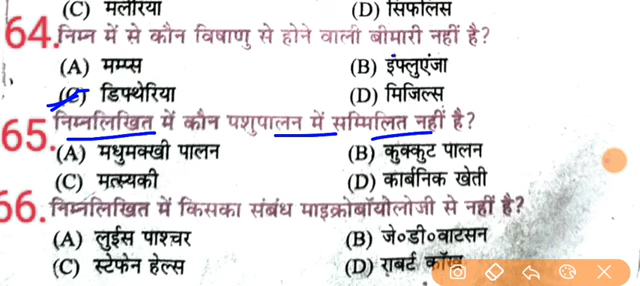 (C) मलेरिया (D) सिफलिस
64. निम्न में से कौन विषाणु से होने वाली बीमारी नहीं है?
(A) मम्प्स (B) इंफ्लुएंजा
(C) डिफ्थेरिया (D) मिजिल्स
65. निम्नलिखित में कौन पशुपालन में सम्मिलित नहीं है?
(A) मधुमक्खी पालन (B) कुक्कुट पालन
(C) मत्स्यकी (D) कार्बनिक खेती
66. निम्नलिखित में किसका संबंध माइक्रोबॉयोलोजी से नहीं है?
(A) लुईस पाश्चर (B) जे०डी०वाटसन
(C) स्टेफेन हेल्स (D) राबर्ट